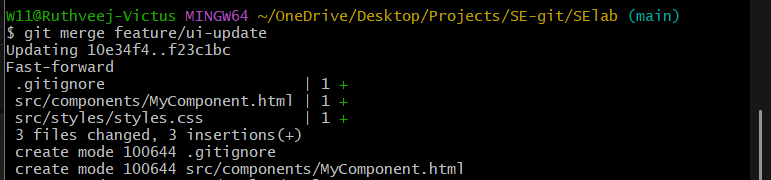 W11@Ruthveej-Victus MINGW64 ~/OneDrive/Desktop/Projects/SE-git/SElab (main)
$ git merge feature/ui-update
Updating 10e34f4..f23c1bc
Fast-forward
 .gitignore                      | 1 +
 src/components/MyComponent.html | 1 +
 src/styles/styles.css           | 1 +
 3 files changed, 3 insertions(+)
 create mode 100644 .gitignore
 create mode 100644 src/components/MyComponent.html